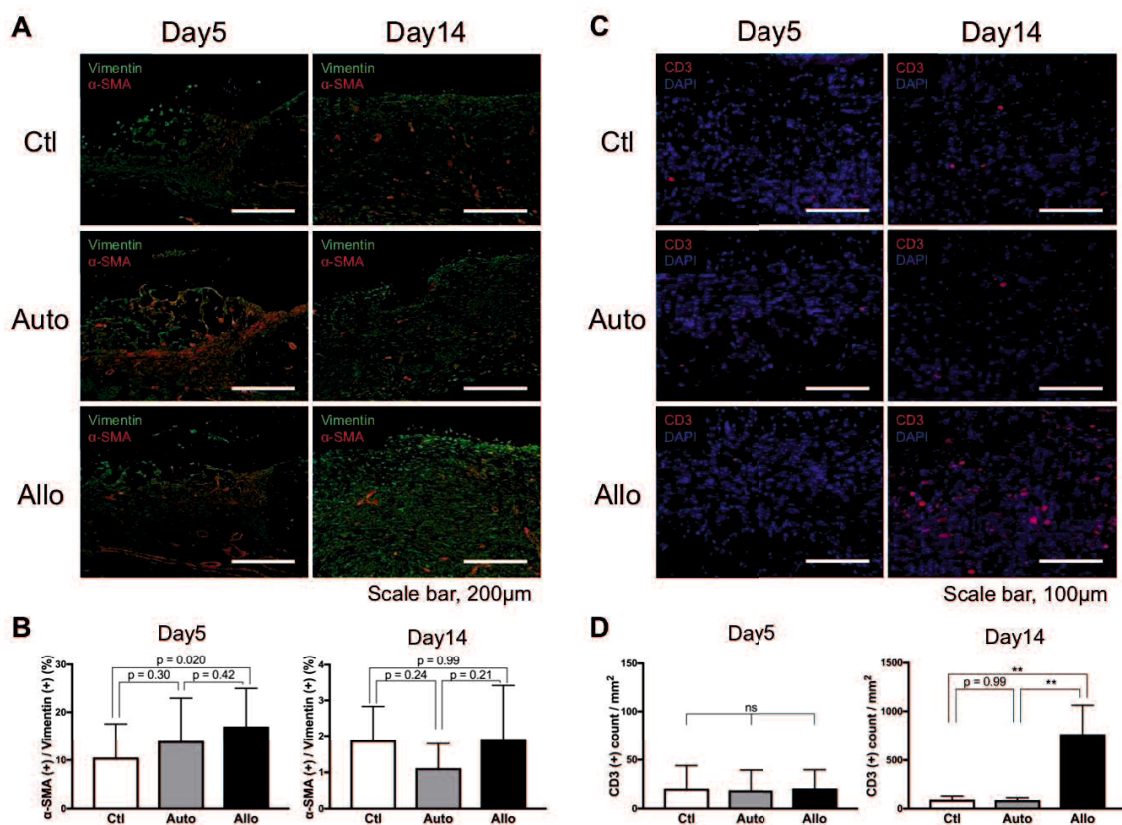 A
Day5
Day14
Ctl
Vimentin
α-SMA
Vimentin
α-SMA
Auto
Vimentin
α-SMA
Vimentin
α-SMA
Allo
Vimentin
α-SMA
Vimentin
α-SMA
Scale bar, 200μm
B
Day5
α-SMA (+) / Vimentin (+) (%)
30
20
10
0
p = 0.020
p = 0.30
p = 0.42
Ctl
Auto
Allo
Day14
α-SMA (+) / Vimentin (+) (%)
4
3
2
1
0
p = 0.99
p = 0.24
p = 0.21
Ctl
Auto
Allo
C
Day5
Day14
Ctl
CD3
DAPI
CD3
DAPI
Auto
CD3
DAPI
CD3
DAPI
Allo
CD3
DAPI
CD3
DAPI
Scale bar, 100μm
D
Day5
CD3 (+) count / mm²
150
100
50
0
ns
Ctl
Auto
Allo
Day14
CD3 (+) count / mm²
1500
1000
500
0
**
p = 0.99
**
Ctl
Auto
Allo